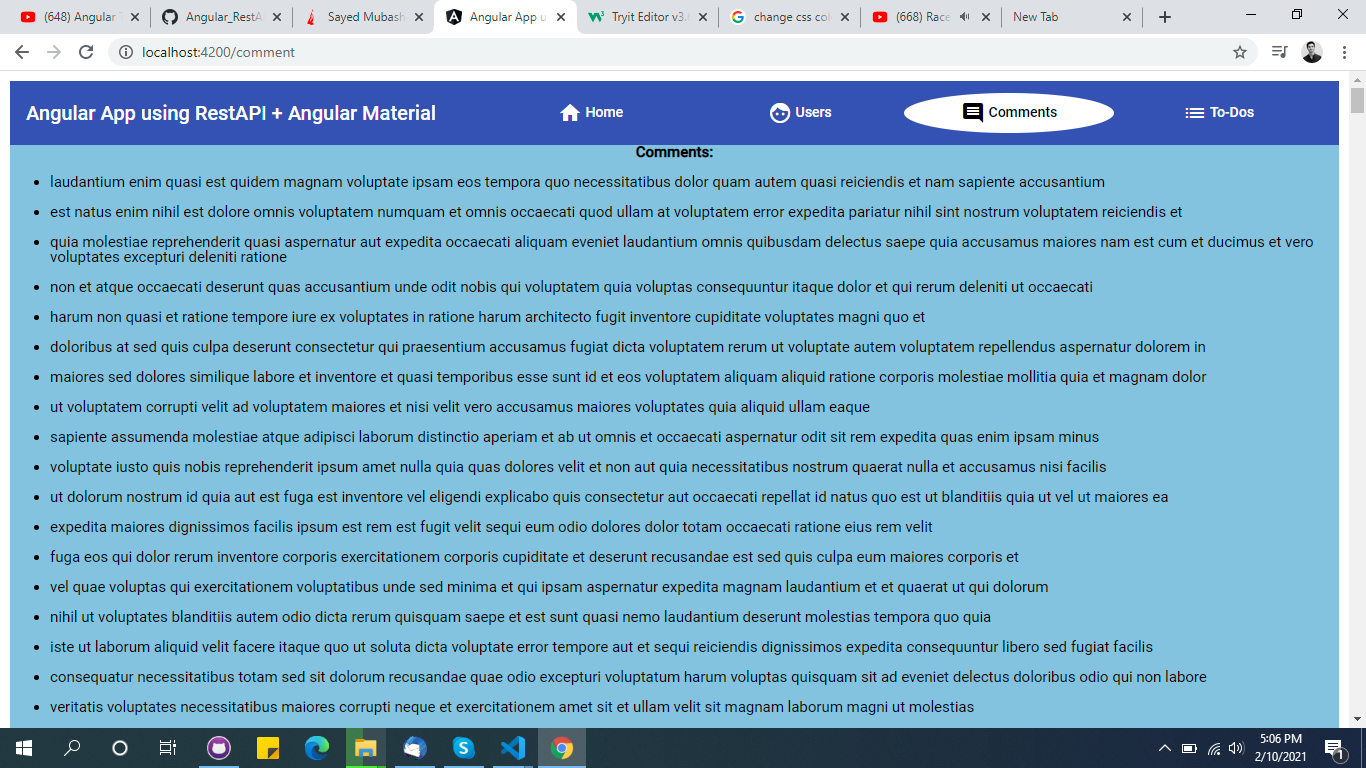 (648) Angular
Angular_RestA
Sayed Mubash
Angular App u
Tryit Editor v3.
change css col
(668) Race
New Tab
localhost:4200/comment
Angular App using RestAPI + Angular Material
Home
Users
Comments
To-Dos
Comments:
laudantium enim quasi est quidem magnam voluptate ipsam eos tempora quo necessitatibus dolor quam autem quasi reiciendis et nam sapiente accusantium
est natus enim nihil est dolore omnis voluptatem numquam et omnis occaecati quod ullam at voluptatem error expedita pariatur nihil sint nostrum voluptatem reiciendis et
quia molestiae reprehenderit quasi aspernatur aut expedita occaecati aliquam eveniet laudantium omnis quibusdam delectus saepe quia accusamus maiores nam est cum et ducimus et vero
voluptates excepturi deleniti ratione
non et atque occaecati deserunt quas accusantium unde odit nobis qui voluptatem quia voluptas consequuntur itaque dolor et qui rerum deleniti ut occaecati
harum non quasi et ratione tempore iure ex voluptates in ratione harum architecto fugit inventore cupiditate voluptates magni quo et
doloribus at sed quis culpa deserunt consectetur qui praesentium accusamus fugiat dicta voluptatem rerum ut voluptate autem voluptatem repellendus aspernatur dolorem in
maiores sed dolores similique labore et inventore et quasi temporibus esse sunt id et eos voluptatem aliquam aliquid ratione corporis molestiae mollitia quia et magnam dolor
ut voluptatem corrupti velit ad voluptatem maiores et nisi velit vero accusamus maiores voluptates quia aliquid ullam eaque
sapiente assumenda molestiae atque adipisci laborum distinctio aperiam et ab ut omnis et occaecati aspernatur odit sit rem expedita quas enim ipsam minus
voluptate iusto quis nobis reprehenderit ipsum amet nulla quia quas dolores velit et non aut quia necessitatibus nostrum quaerat nulla et accusamus nisi facilis
ut dolorum nostrum id quia aut est fuga est inventore vel eligendi explicabo quis consectetur aut occaecati repellat id natus quo est ut blanditiis quia ut vel ut maiores ea
expedita maiores dignissimos facilis ipsum est rem est fugit velit sequi eum odio dolores dolor totam occaecati ratione eius rem velit
fuga eos qui dolor rerum inventore corporis exercitationem corporis cupiditate et deserunt recusandae est sed quis culpa eum maiores corporis et
vel quae voluptas qui exercitationem voluptatibus unde sed minima et qui ipsam aspernatur expedita magnam laudantium et et quaerat ut qui dolorum
nihil ut voluptates blanditiis autem odio dicta rerum quisquam saepe et est sunt quasi nemo laudantium deserunt molestias tempora quo quia
iste ut laborum aliquid velit facere itaque quo ut soluta dicta voluptate error tempore aut et sequi reiciendis dignissimos expedita consequuntur libero sed fugiat facilis
consequatur necessitatibus totam sed sit dolorum recusandae quae odio excepturi voluptatum harum voluptas quisquam sit ad eveniet delectus doloribus odio qui non labore
veritatis voluptates necessitatibus maiores corrupti neque et exercitationem amet sit et ullam velit sit magnam laborum magni ut molestias
5:06 PM
2/10/2021
1